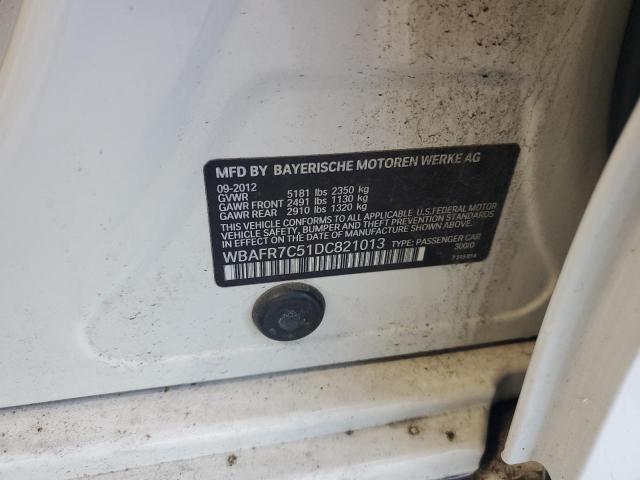 MFD BY BAYERISCHE MOTOREN WERKE AG
09-2012
GVWR 5181 lbs 2350 kg
GAWR FRONT 2491 lbs 1130 kg
GAWR REAR 2910 lbs 1320 kg
THIS VEHICLE CONFORMS TO ALL APPLICABLE U.S.FEDERAL MOTOR
VEHICLE SAFETY, BUMPER AND THEFT PREVENTION STANDARDS
IN EFFECT ON THE DATE OF MANUFACTURE SHOWN ABOVE.
WBAFR7C51DC821013 TYPE: PASSENGER CAR